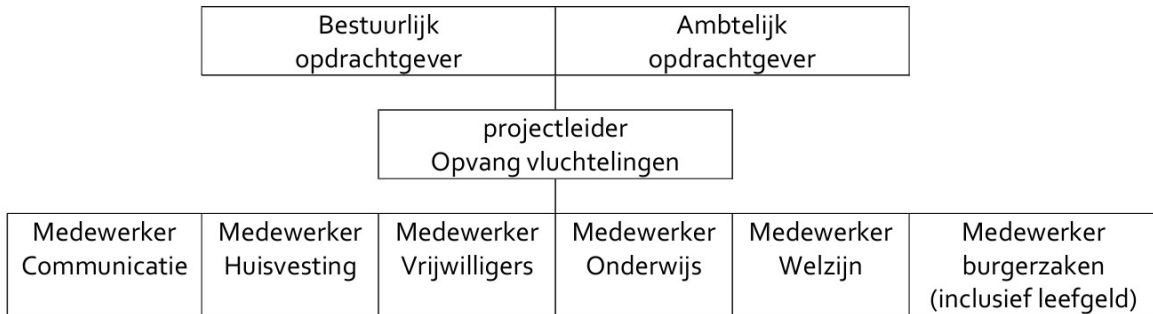 Bestuurlijk
opdrachtgever
Ambtelijk
opdrachtgever
projectleider
Opvang vluchtelingen
Medewerker
Communicatie
Medewerker
Huisvesting
Medewerker
Vrijwilligers
Medewerker
Onderwijs
Medewerker
Welzijn
Medewerker
burgerzaken
(inclusief leefgeld)